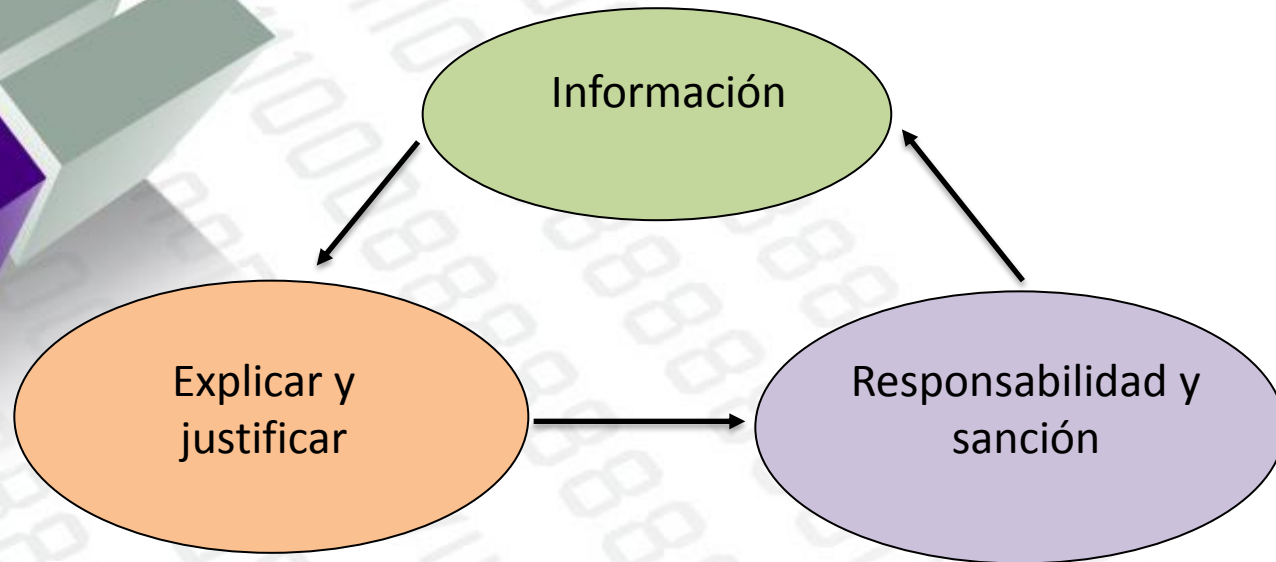 Información
Explicar y
justificar
Responsabilidad y
sanción